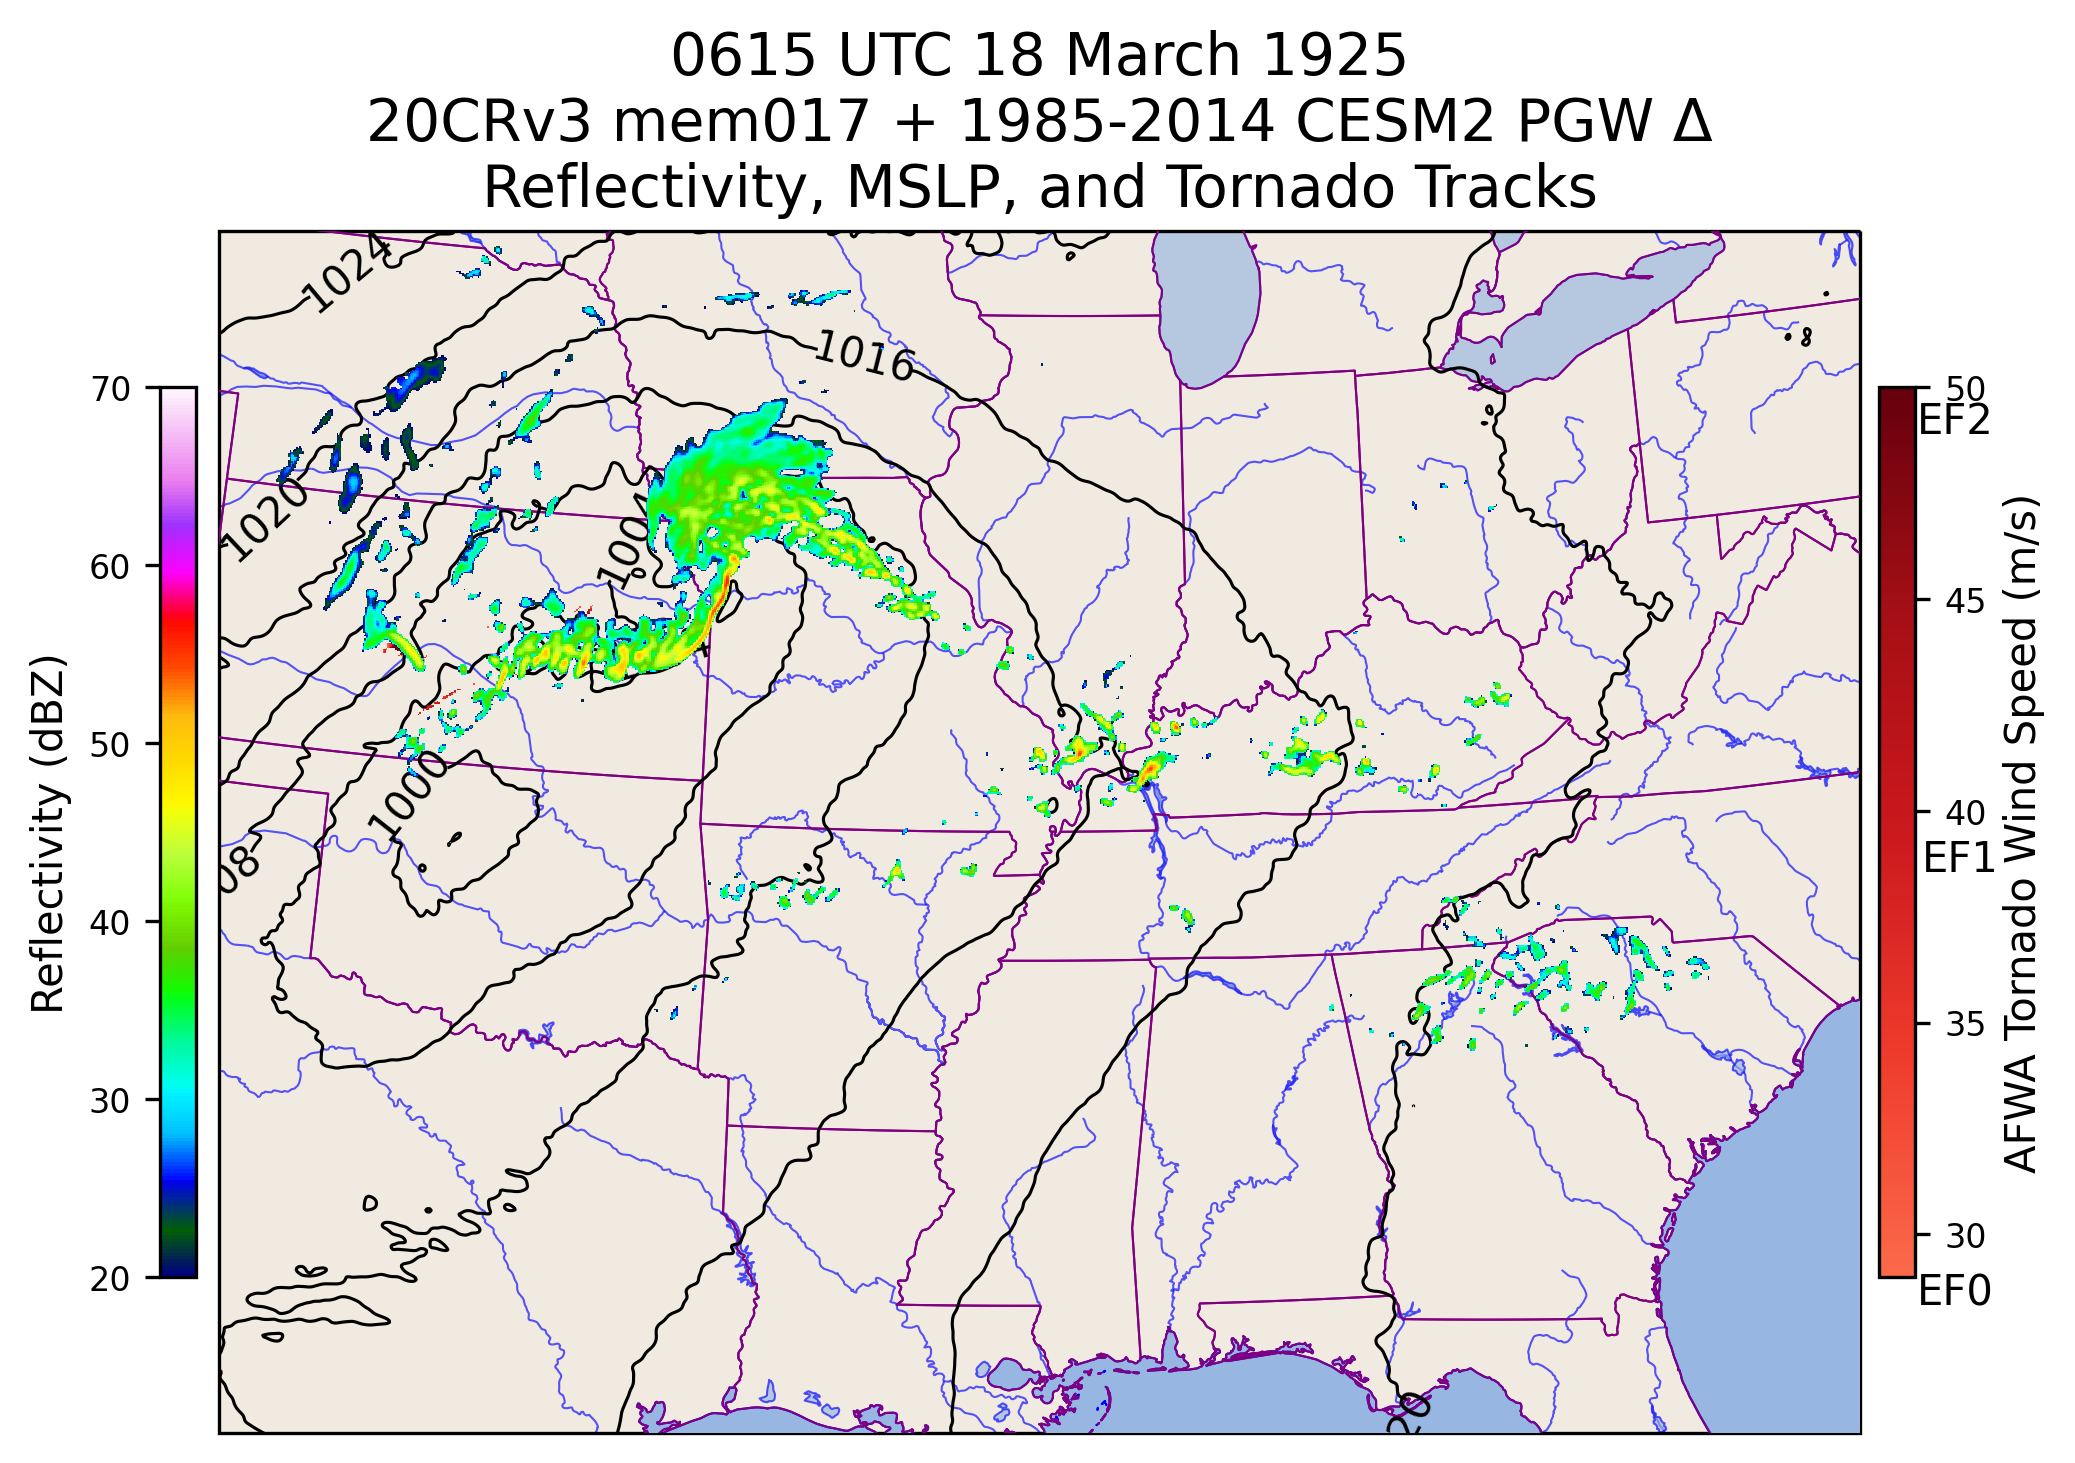 0615 UTC 18 March 1925
20CRv3 mem017 + 1985-2014 CESM2 PGW Δ
Reflectivity, MSLP, and Tornado Tracks
1024
1016
1020
1004
1000
08
20
70
60
50
40
30
20
Reflectivity (dBZ)
50
EF2
45
40
EF1
35
30
EF0
AFWA Tornado Wind Speed (m/s)